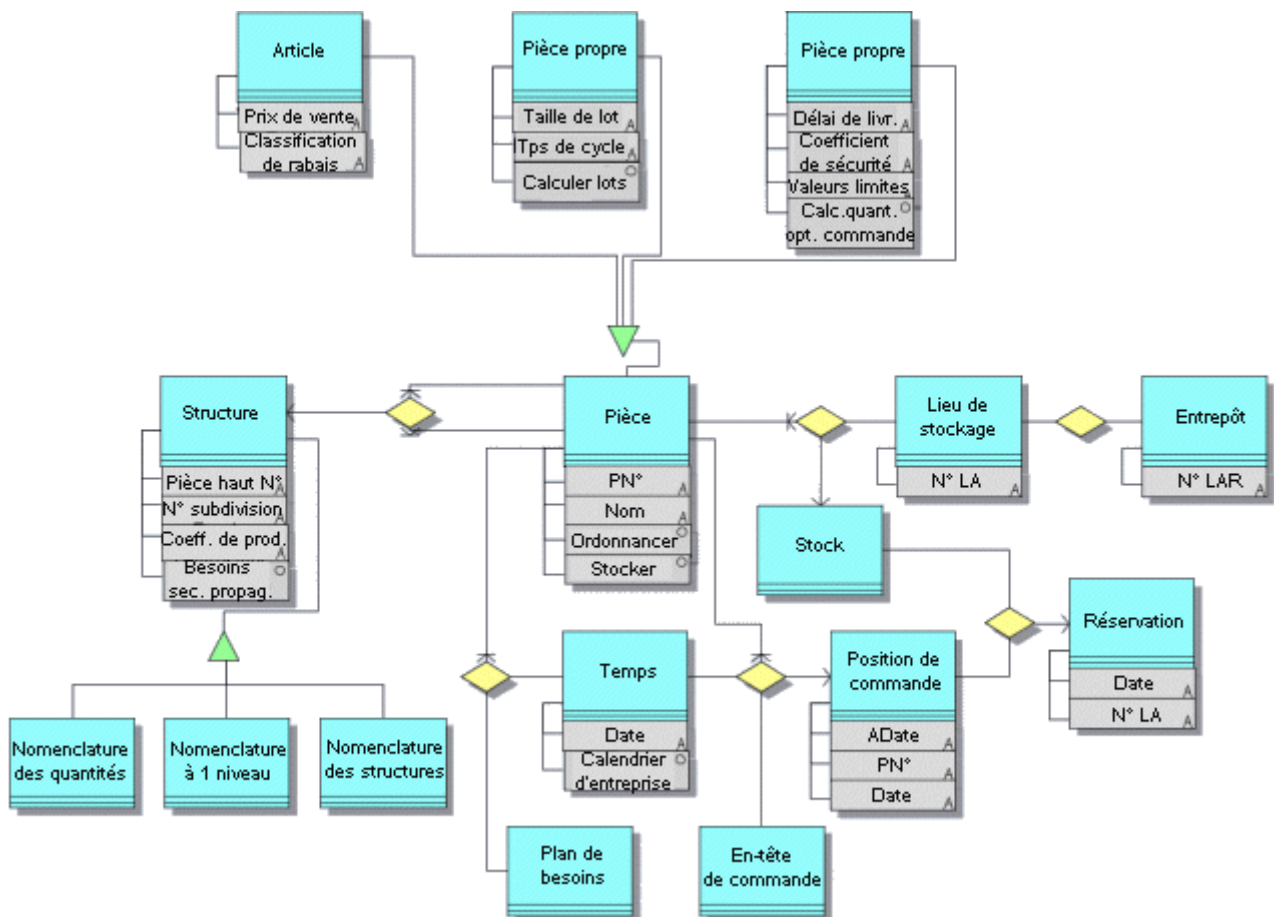 Article
Prix de vente A
Classification
de rabais A
Pièce propre
Taille de lot A
Tps de cycle A
Calculer lots
Pièce propre
Délai de livr. A
Coefficient
de sécurité A
Valeurs limites A
Calc.quant.
opt. commande
Structure
Pièce haut N° A
N° subdivision A
Coeff. de prod. A
Besoins
sec. propag.
Pièce
PN° A
Nom A
Ordonnancer
Stocker
Lieu de
stockage
N° LA A
Entrepôt
N° LAR A
Stock
Réservation
Date A
N° LA A
Temps
Date A
Calendrier
d'entreprise
Position de
commande
ADate A
PN° A
Date A
Nomenclature
des quantités
Nomenclature
à 1 niveau
Nomenclature
des structures
Plan de
besoins
En-tête
de commande